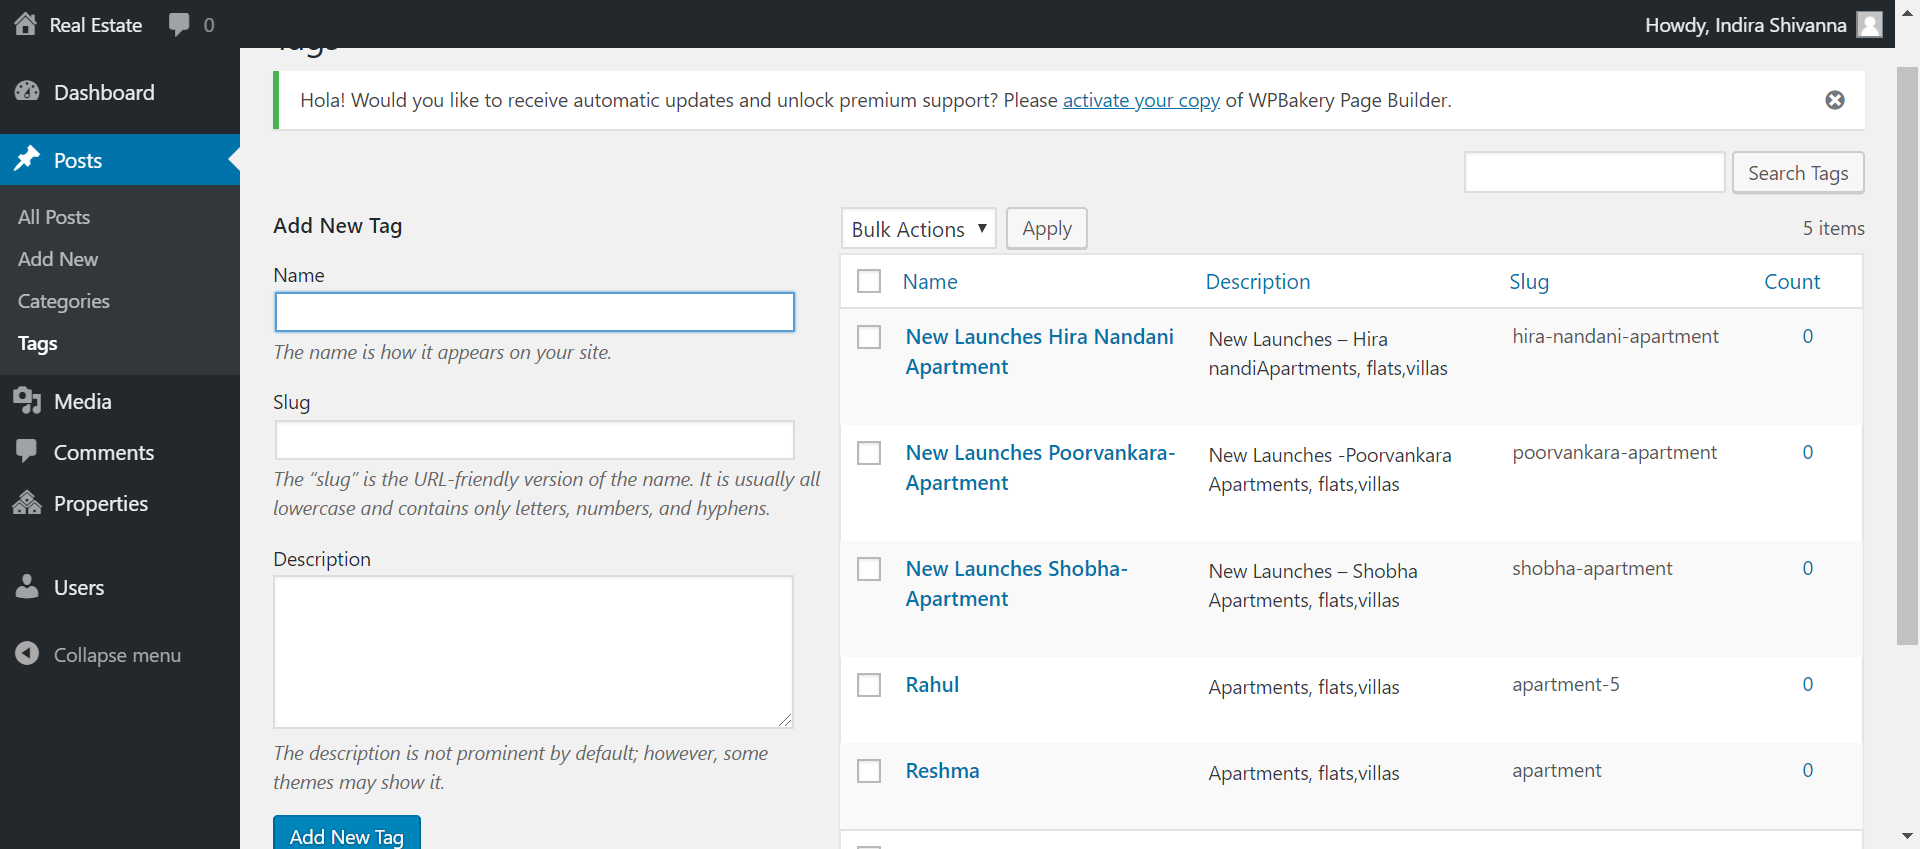 Real Estate
0
Howdy, Indira Shivanna
Dashboard
Posts
All Posts
Add New
Categories
Tags
Media
Comments
Properties
Users
Collapse menu
Tags
Hola! Would you like to receive automatic updates and unlock premium support? Please activate your copy of WPBakery Page Builder.
Search Tags
Add New Tag
Name
The name is how it appears on your site.
Slug
The “slug” is the URL-friendly version of the name. It is usually all
lowercase and contains only letters, numbers, and hyphens.
Description
The description is not prominent by default; however, some
themes may show it.
Add New Tag
Bulk Actions
Apply
5 items
Name Description Slug Count
New Launches Hira Nandani
Apartment
New Launches – Hira
nandiApartments, flats,villas
hira-nandani-apartment
0
New Launches Poorvankara-
Apartment
New Launches -Poorvankara
Apartments, flats,villas
poorvankara-apartment
0
New Launches Shobha-
Apartment
New Launches – Shobha
Apartments, flats,villas
shobha-apartment
0
Rahul
Apartments, flats,villas
apartment-5
0
Reshma
Apartments, flats,villas
apartment
0